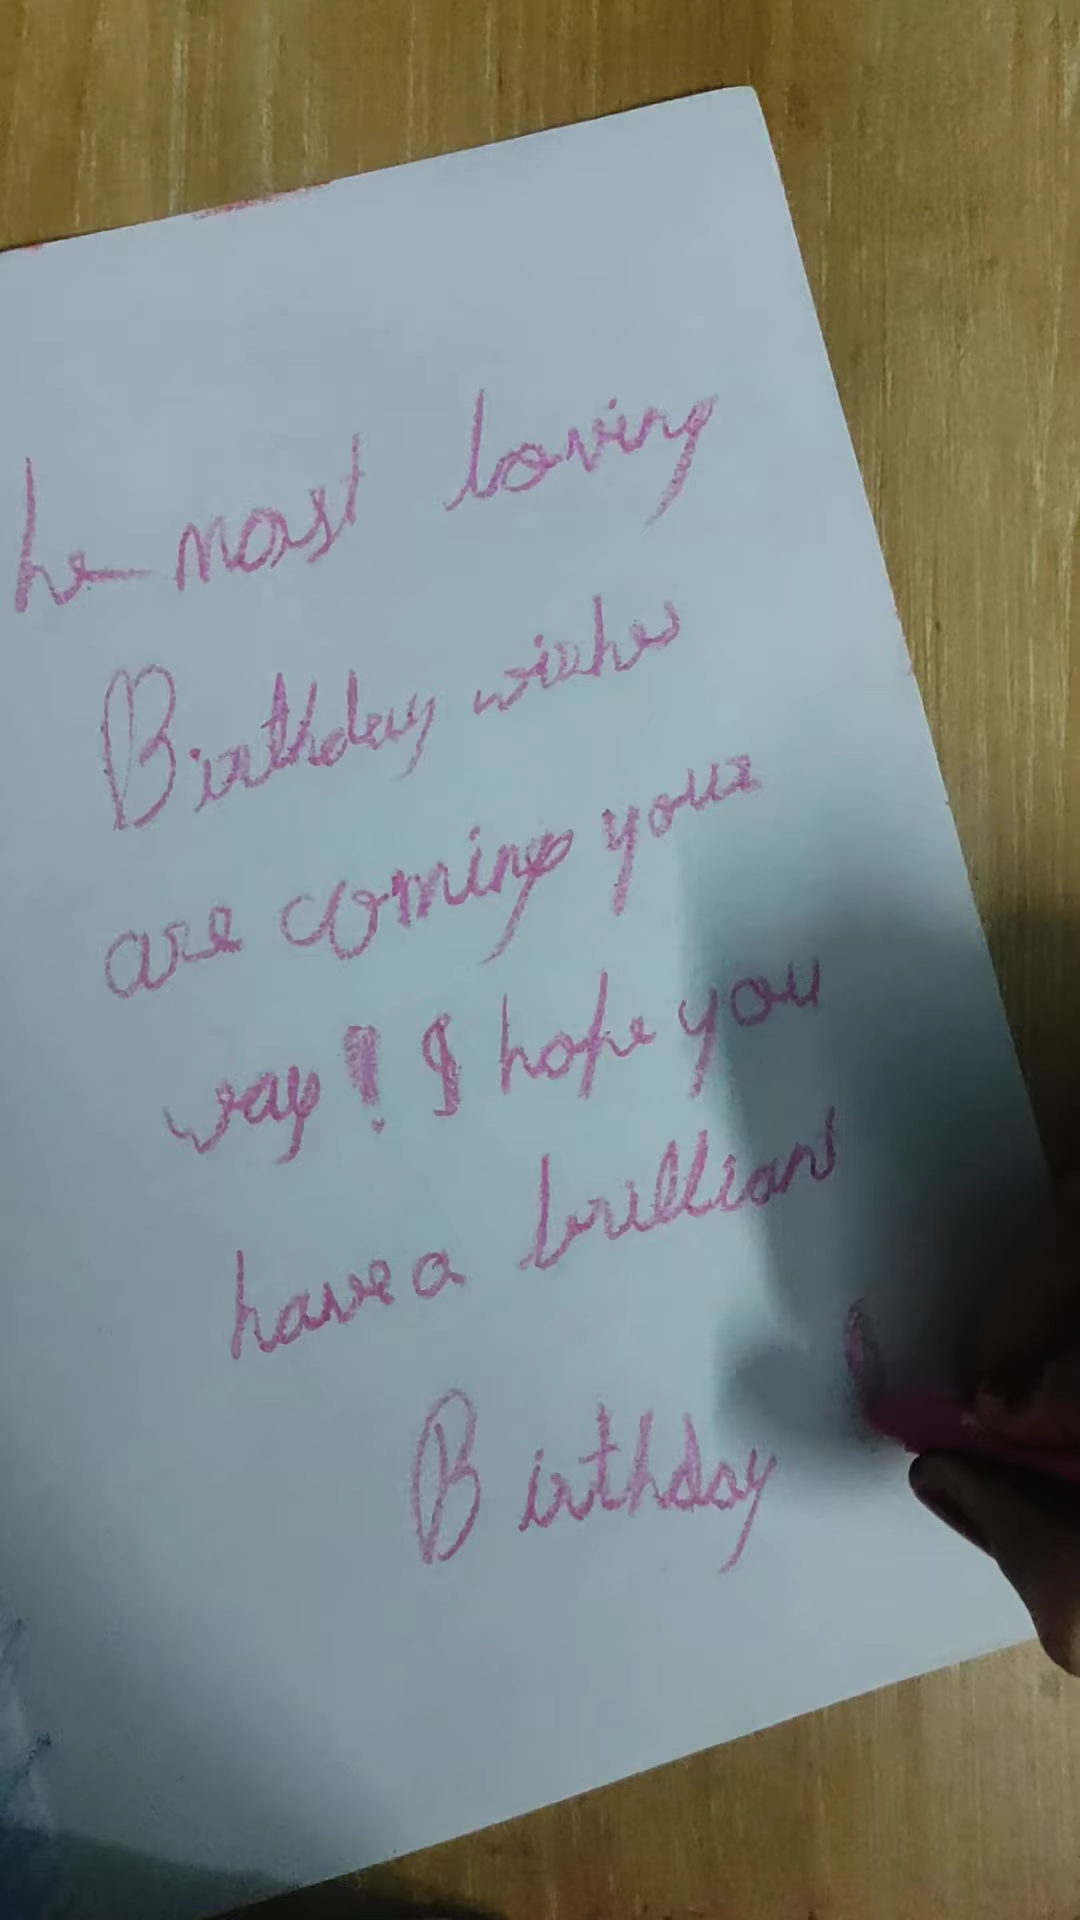 he most loving
Birthday wishes
are coming your
way! I hope you
have a brilliant
Birthday